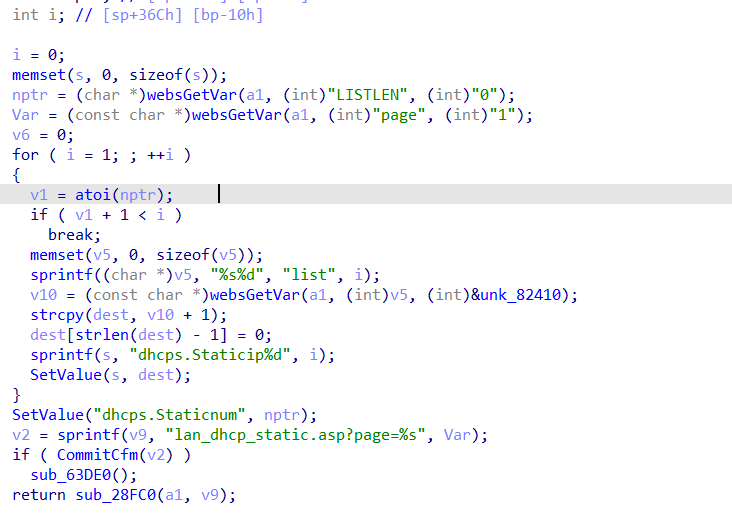 int i; // [sp+36Ch] [bp-10h]
i = 0;
memset(s, 0, sizeof(s));
nptr = (char *)websGetVar(a1, (int)"LISTLEN", (int)"0");
Var = (const char *)websGetVar(a1, (int)"page", (int)"1");
v6 = 0;
for ( i = 1; ; ++i )
{
v1 = atoi(nptr);
if ( v1 + 1 < i )
break;
memset(v5, 0, sizeof(v5));
sprintf((char *)v5, "%s%d", "list", i);
v10 = (const char *)websGetVar(a1, (int)v5, (int)&unk_82410);
strcpy(dest, v10 + 1);
dest[strlen(dest) - 1] = 0;
sprintf(s, "dhcps.Staticip%d", i);
SetValue(s, dest);
}
SetValue("dhcps.Staticnum", nptr);
v2 = sprintf(v9, "lan_dhcp_static.asp?page=%s", Var);
if ( CommitCfm(v2) )
sub_63DE0();
return sub_28FC0(a1, v9);